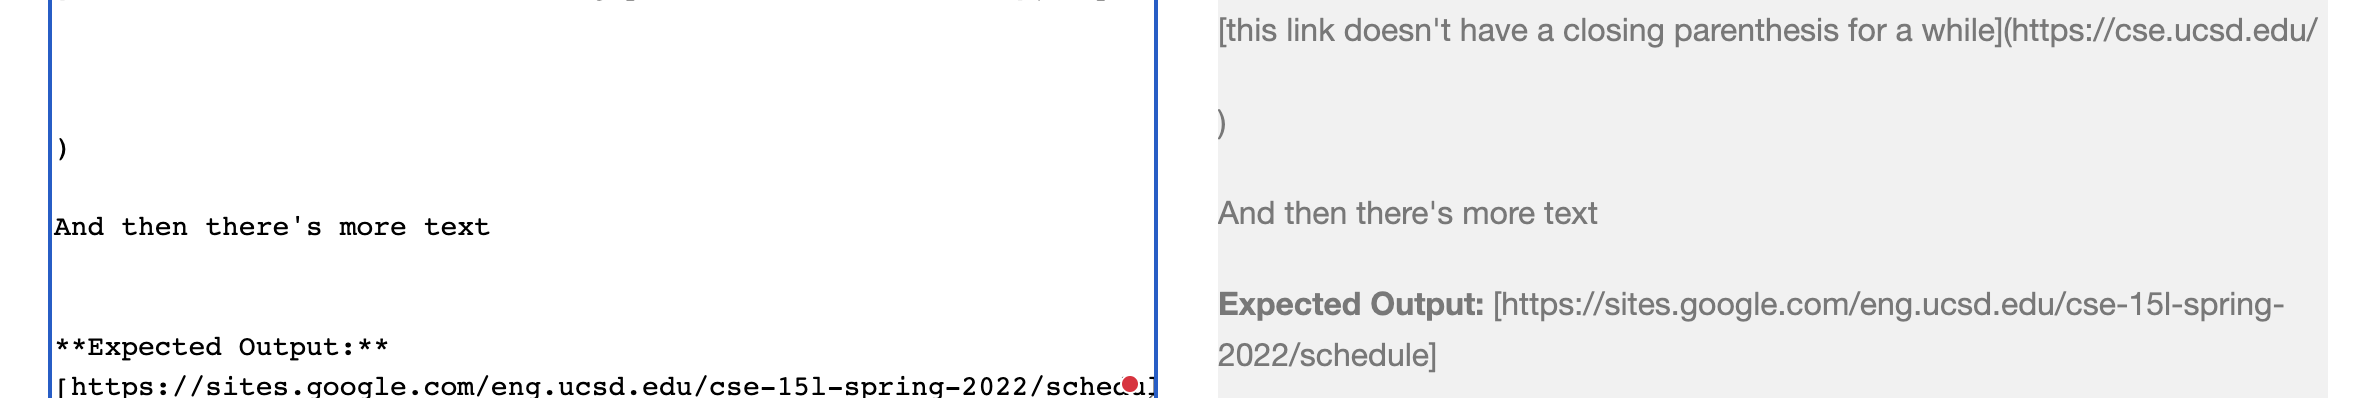 )
And then there's more text
**Expected Output:**
[https://sites.google.com/eng.ucsd.edu/cse-15l-spring-2022/schedul
[this link doesn't have a closing parenthesis for a while](https://cse.ucsd.edu/
)
And then there's more text
Expected Output: [https://sites.google.com/eng.ucsd.edu/cse-15l-spring-
2022/schedule]